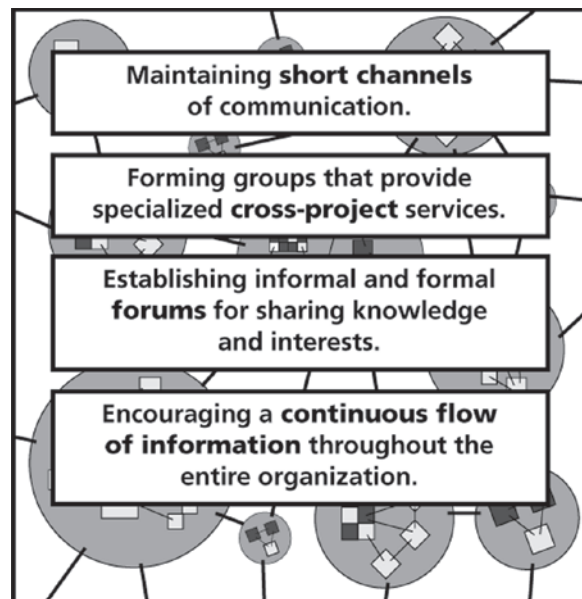 Maintaining short channels
of communication.
Forming groups that provide
specialized cross-project services.
Establishing informal and formal
forums for sharing knowledge
and interests.
Encouraging a continuous flow
of information throughout the
entire organization.